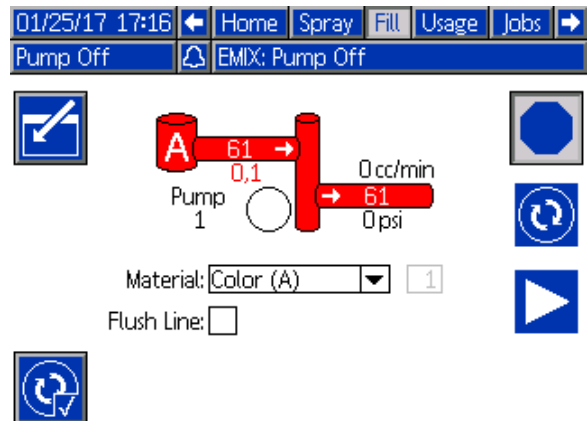 01/25/17 17:16 Home Spray Fill Usage Jobs
Pump Off EMIX: Pump Off
A 61
0,1
0 cc/min
Pump
1
61
0 psi
Material: Color (A) 1
Flush Line: